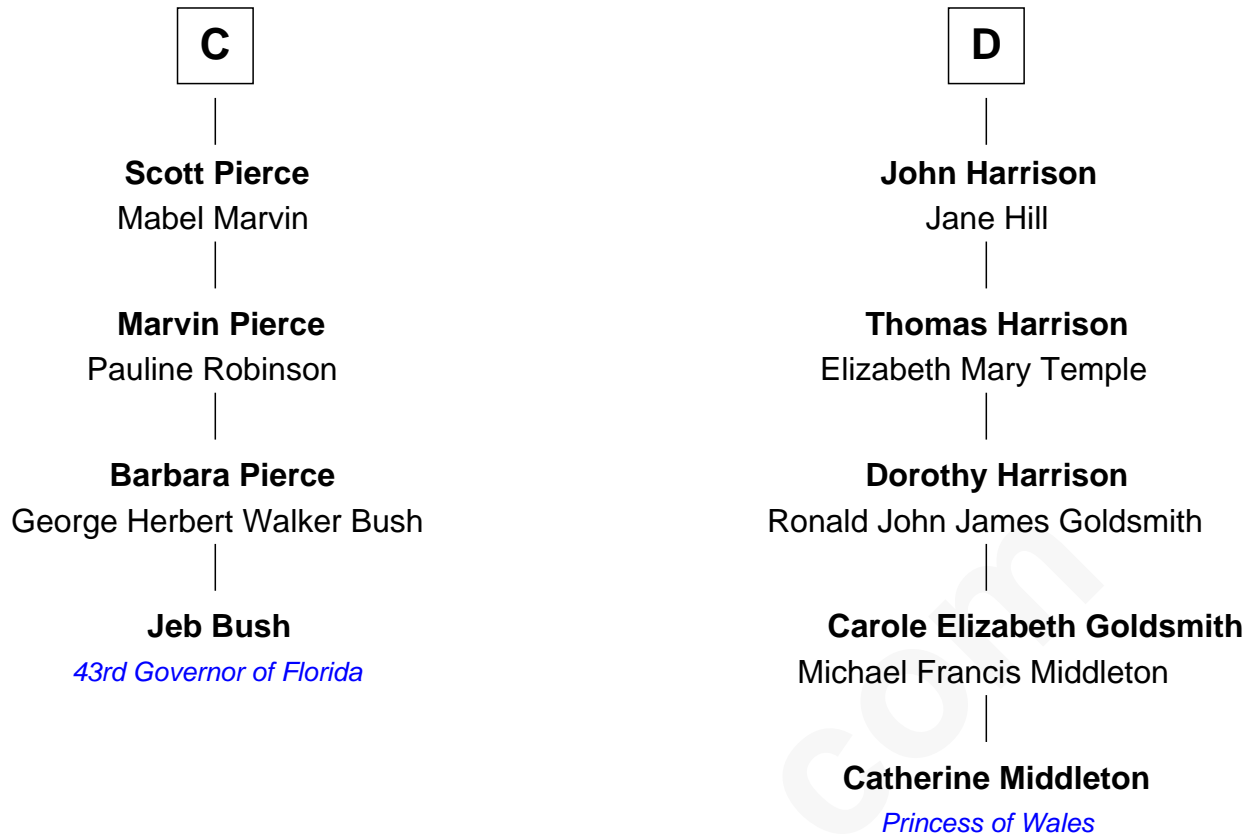 C
Scott Pierce
Mabel Marvin
Marvin Pierce
Pauline Robinson
Barbara Pierce
George Herbert Walker Bush
Jeb Bush
43rd Governor of Florida
D
John Harrison
Jane Hill
Thomas Harrison
Elizabeth Mary Temple
Dorothy Harrison
Ronald John James Goldsmith
Carole Elizabeth Goldsmith
Michael Francis Middleton
Catherine Middleton
Princess of Wales
com